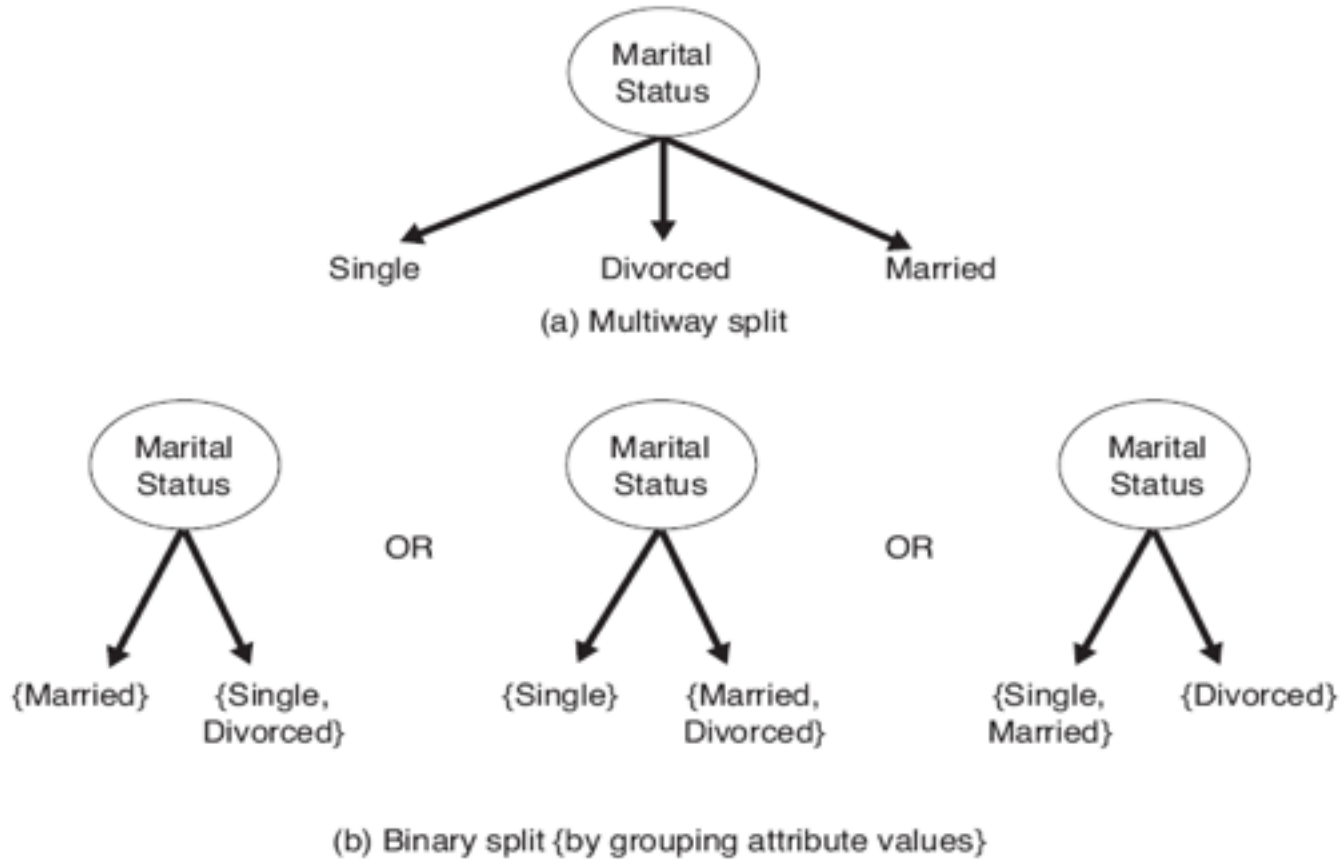 Marital
Status
Single Divorced Married
(a) Multiway split
Marital
Status
{Married} {Single,
Divorced}
OR
Marital
Status
{Single} {Married,
Divorced}
OR
Marital
Status
{Single,
Married} {Divorced}
(b) Binary split {by grouping attribute values}